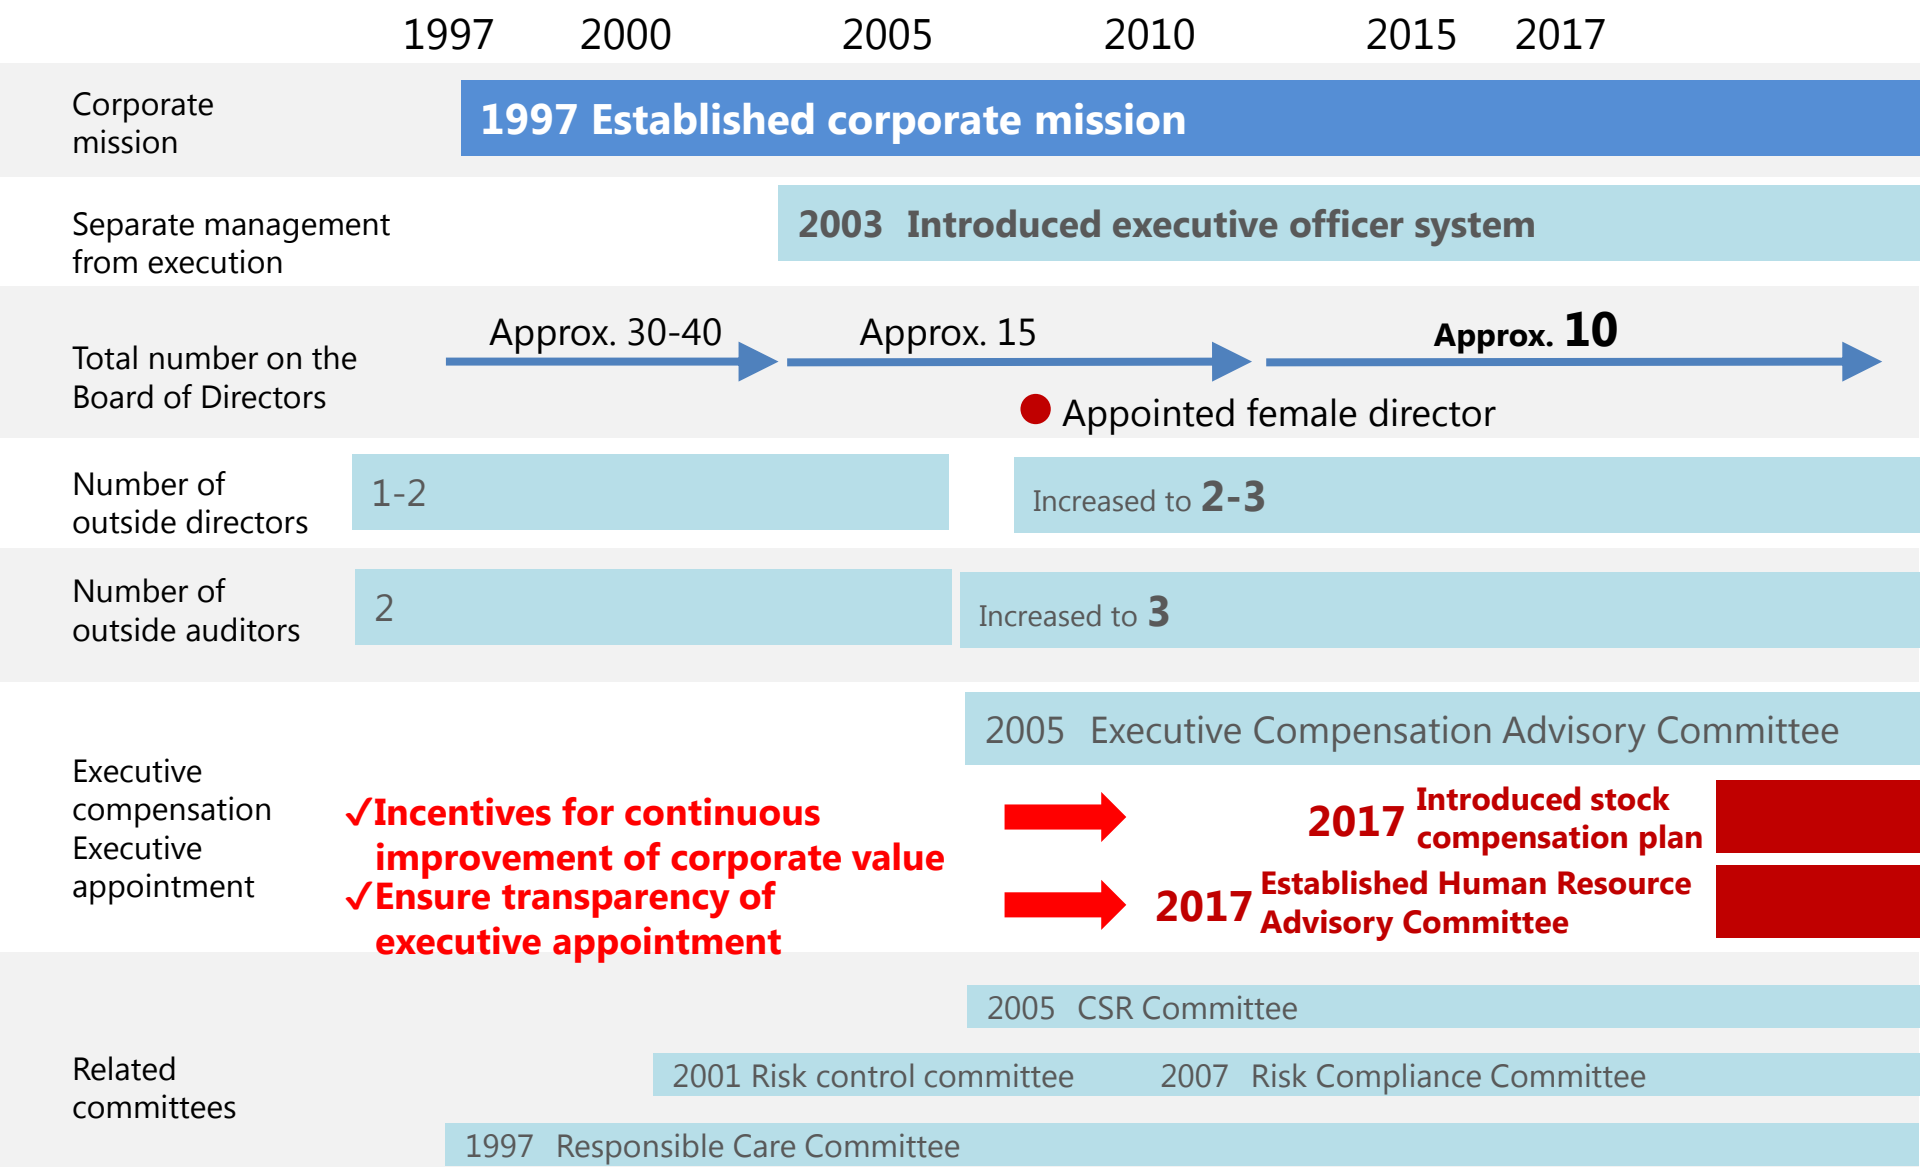 1997 2000 2005 2010 2015 2017
Corporate
mission
1997 Established corporate mission
Separate management
from execution
2003 Introduced executive officer system
Total number on the
Board of Directors
Approx. 30-40
Approx. 15
Approx. 10
Appointed female director
Number of
outside directors
1-2
Increased to 2-3
Number of
outside auditors
2
Increased to 3
Executive
compensation
Executive
appointment
2005 Executive Compensation Advisory Committee
✓Incentives for continuous
improvement of corporate value
2017 Introduced stock
compensation plan
✓Ensure transparency of
executive appointment
2017 Established Human Resource
Advisory Committee
Related
committees
2005 CSR Committee
2001 Risk control committee 2007 Risk Compliance Committee
1997 Responsible Care Committee